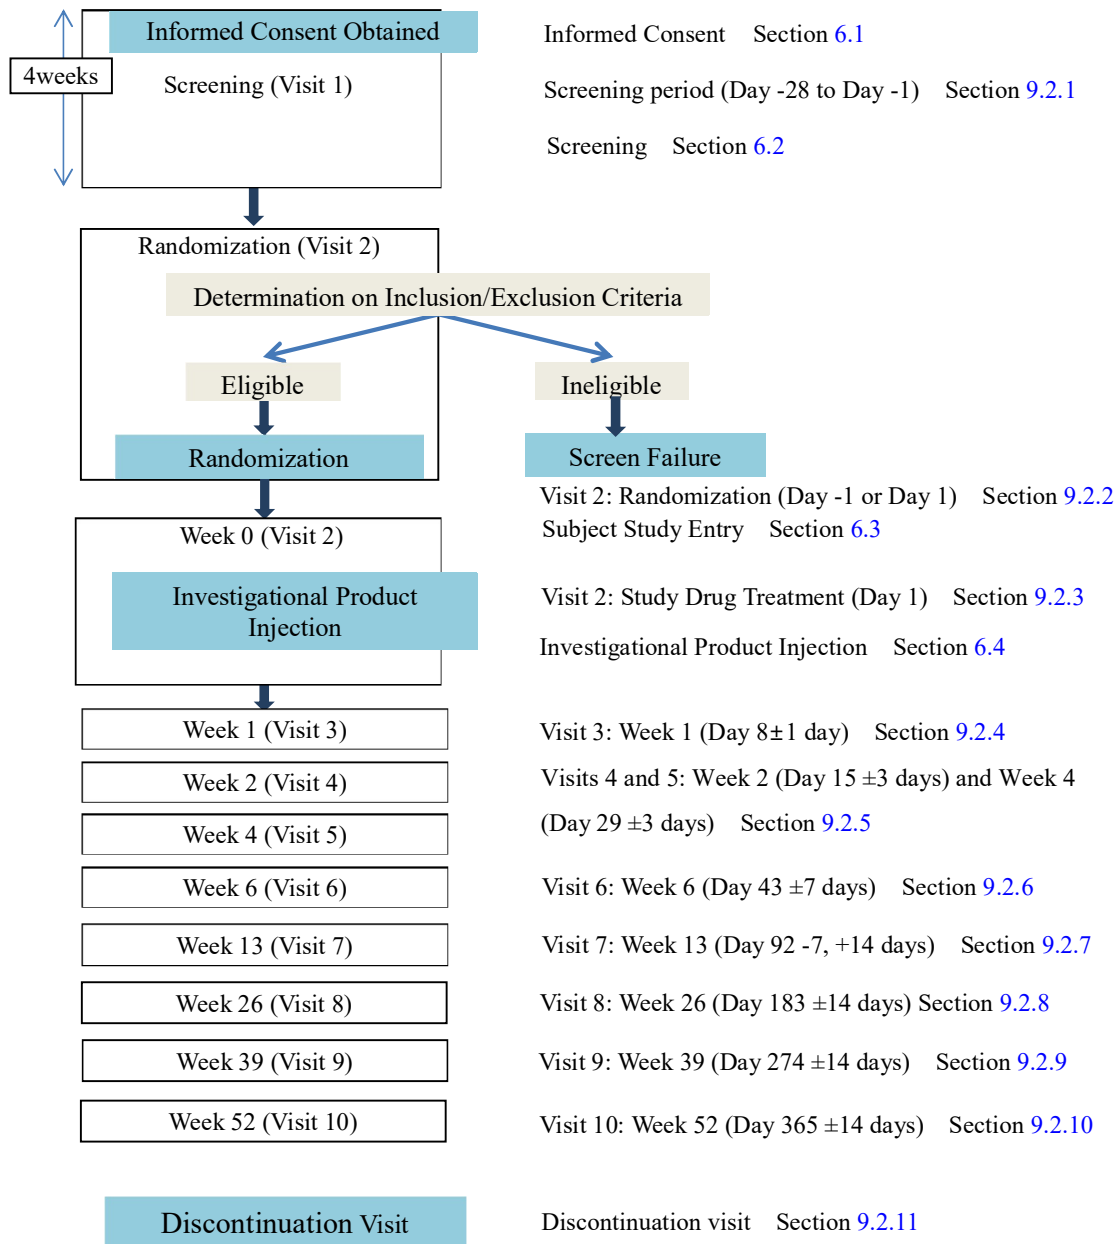 Informed Consent Obtained
Informed Consent Section 6.1
4weeks
Screening (Visit 1)
Screening period (Day -28 to Day -1) Section 9.2.1
Screening Section 6.2
Randomization (Visit 2)
Determination on Inclusion/Exclusion Criteria
Eligible
Ineligible
Randomization
Screen Failure
Visit 2: Randomization (Day -1 or Day 1) Section 9.2.2
Subject Study Entry Section 6.3
Week 0 (Visit 2)
Investigational Product
Injection
Visit 2: Study Drug Treatment (Day 1) Section 9.2.3
Investigational Product Injection Section 6.4
Week 1 (Visit 3)
Visit 3: Week 1 (Day 8±1 day) Section 9.2.4
Week 2 (Visit 4)
Visits 4 and 5: Week 2 (Day 15 ±3 days) and Week 4
(Day 29 ±3 days) Section 9.2.5
Week 4 (Visit 5)
Week 6 (Visit 6)
Visit 6: Week 6 (Day 43 ±7 days) Section 9.2.6
Week 13 (Visit 7)
Visit 7: Week 13 (Day 92 -7, +14 days) Section 9.2.7
Week 26 (Visit 8)
Visit 8: Week 26 (Day 183 ±14 days) Section 9.2.8
Week 39 (Visit 9)
Visit 9: Week 39 (Day 274 ±14 days) Section 9.2.9
Week 52 (Visit 10)
Visit 10: Week 52 (Day 365 ±14 days) Section 9.2.10
Discontinuation Visit
Discontinuation visit Section 9.2.11